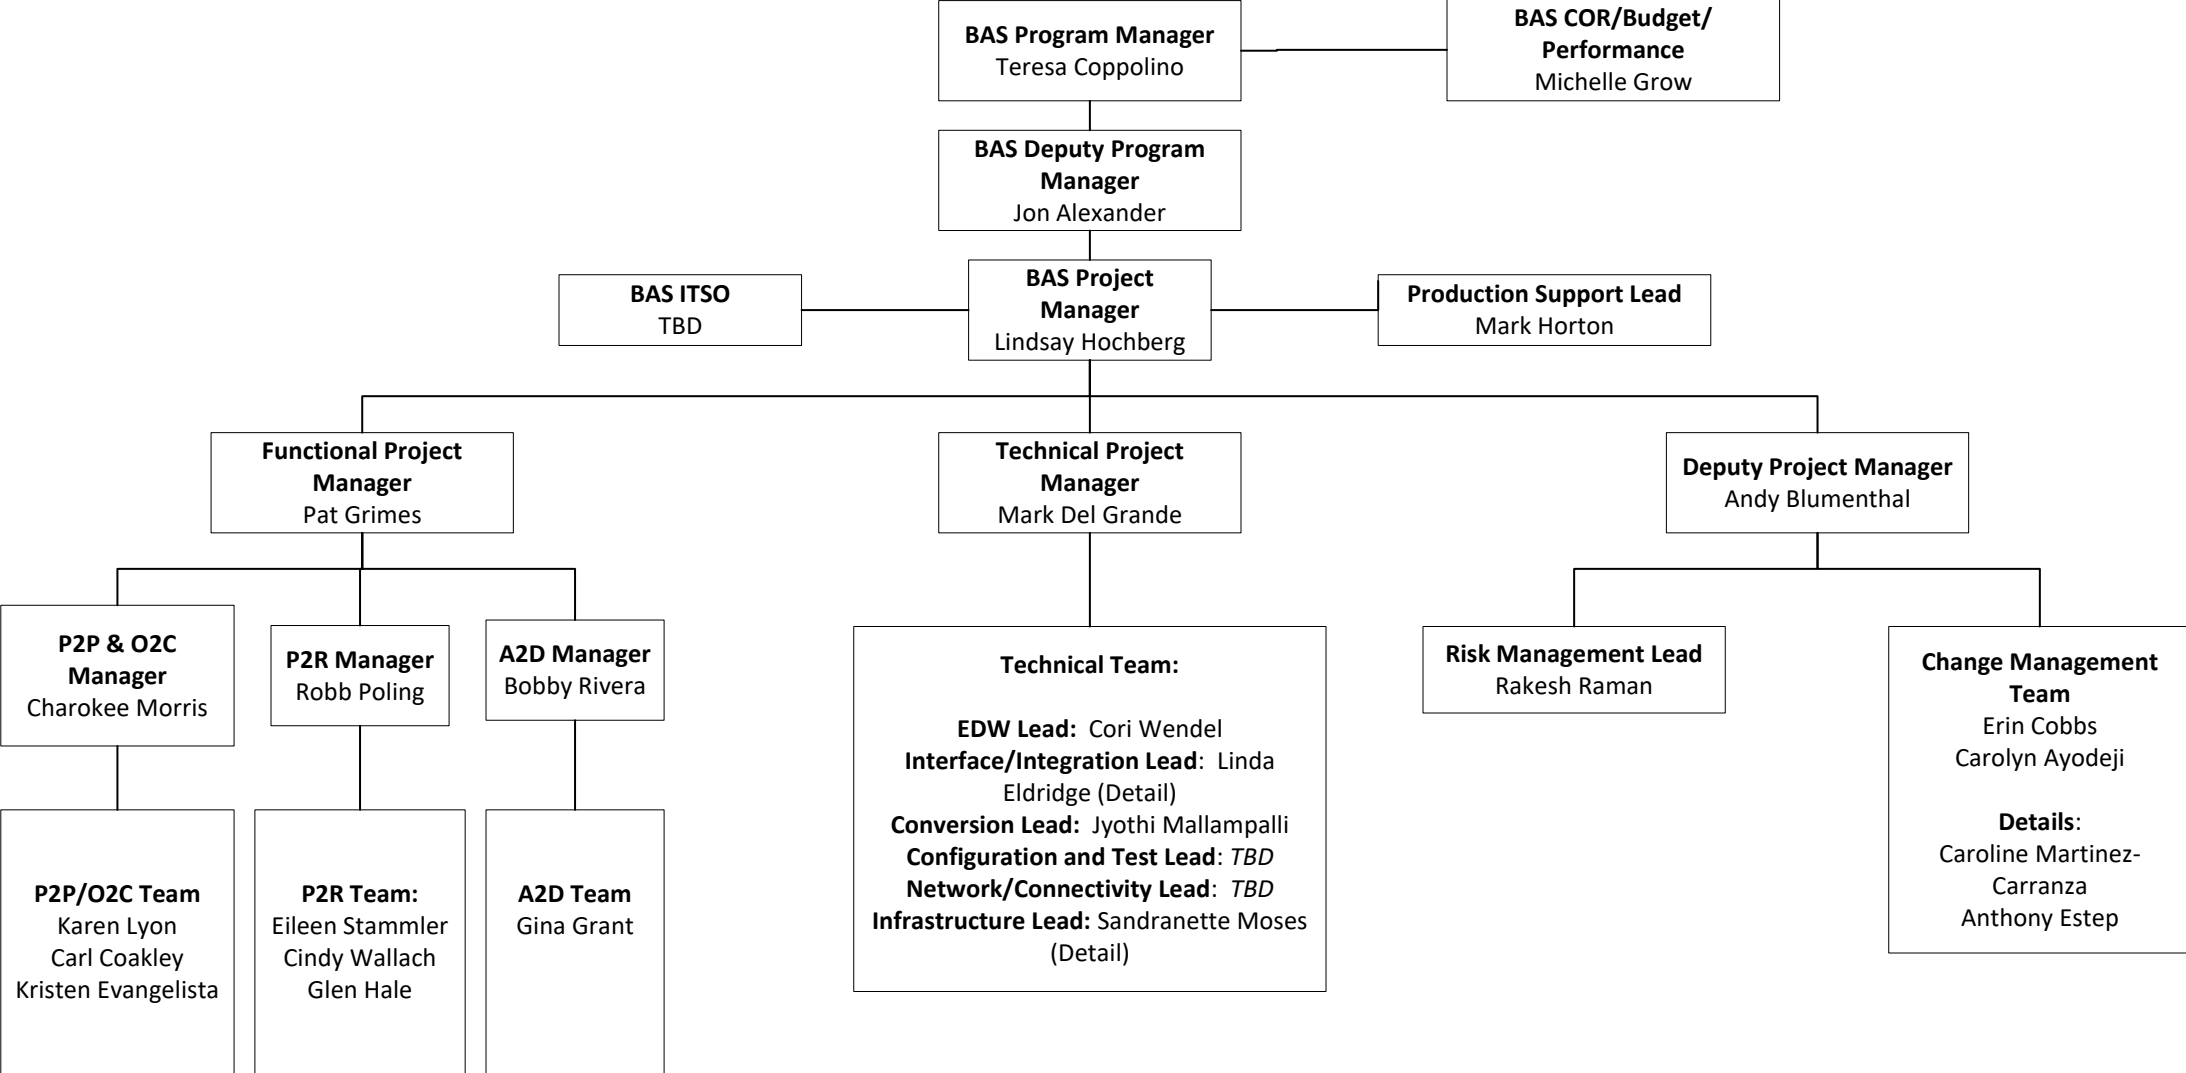 BAS Program Manager
Teresa Coppolino
BAS COR/Budget/
Performance
Michelle Grow
BAS Deputy Program
Manager
Jon Alexander
BAS ITSO
TBD
BAS Project
Manager
Lindsay Hochberg
Production Support Lead
Mark Horton
Functional Project
Manager
Pat Grimes
Technical Project
Manager
Mark Del Grande
Deputy Project Manager
Andy Blumenthal
P2P & O2C
Manager
Charokee Morris
P2R Manager
Robb Poling
A2D Manager
Bobby Rivera
Technical Team:
EDW Lead:  Cori Wendel
Interface/Integration Lead:  Linda
Eldridge (Detail)
Conversion Lead:  Jyothi Mallampalli
Configuration and Test Lead: TBD
Network/Connectivity Lead:  TBD
Infrastructure Lead: Sandranette Moses
(Detail)
Risk Management Lead
Rakesh Raman
Change Management
Team
Erin Cobbs
Carolyn Ayodeji
Details:
Caroline Martinez-
Carranza
Anthony Estep
P2P/O2C Team
Karen Lyon
Carl Coakley
Kristen Evangelista
P2R Team:
Eileen Stammler
Cindy Wallach
Glen Hale
A2D Team
Gina Grant